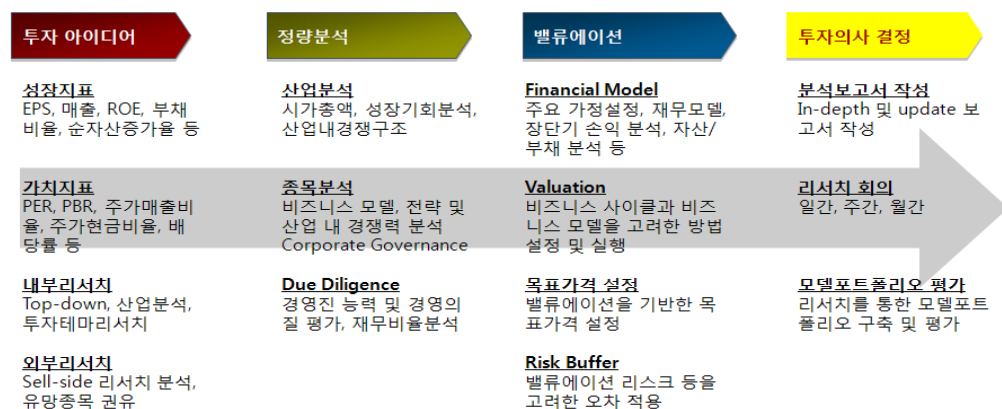 투자 아이디어
성장지표
EPS, 매출, ROE, 부채
비율, 순자산증가율 등
가치지표
PER, PBR, 주가매출비
율, 주가현금비율, 배
당률 등
내부리서치
Top-down, 산업분석,
투자테마리서치
외부리서치
Sell-side 리서치 분석,
유망종목 권유
정량분석
산업분석
시가총액, 성장기회분석,
산업내경쟁구조
종목분석
비즈니스 모델, 전략 및
산업 내 경쟁력 분석
Corporate Governance
Due Diligence
경영진 능력 및 경영의
질 평가, 재무비율분석
밸류에이션
Financial Model
주요 가정설정, 재무모델,
장단기 손익 분석, 자산/
부채 분석 등
Valuation
비즈니스 사이클과 비즈
니스 모델을 고려한 방법
설정 및 실행
목표가격 설정
밸류에이션을 기반한 목
표가격 설정
Risk Buffer
밸류에이션 리스크 등을
고려한 오차 적용
투자의사 결정
분석보고서 작성
In-depth 및 update 보
고서 작성
리서치 회의
일간, 주간, 월간
모델포트폴리오 평가
리서치를 통한 모델포트
폴리오 구축 및 평가